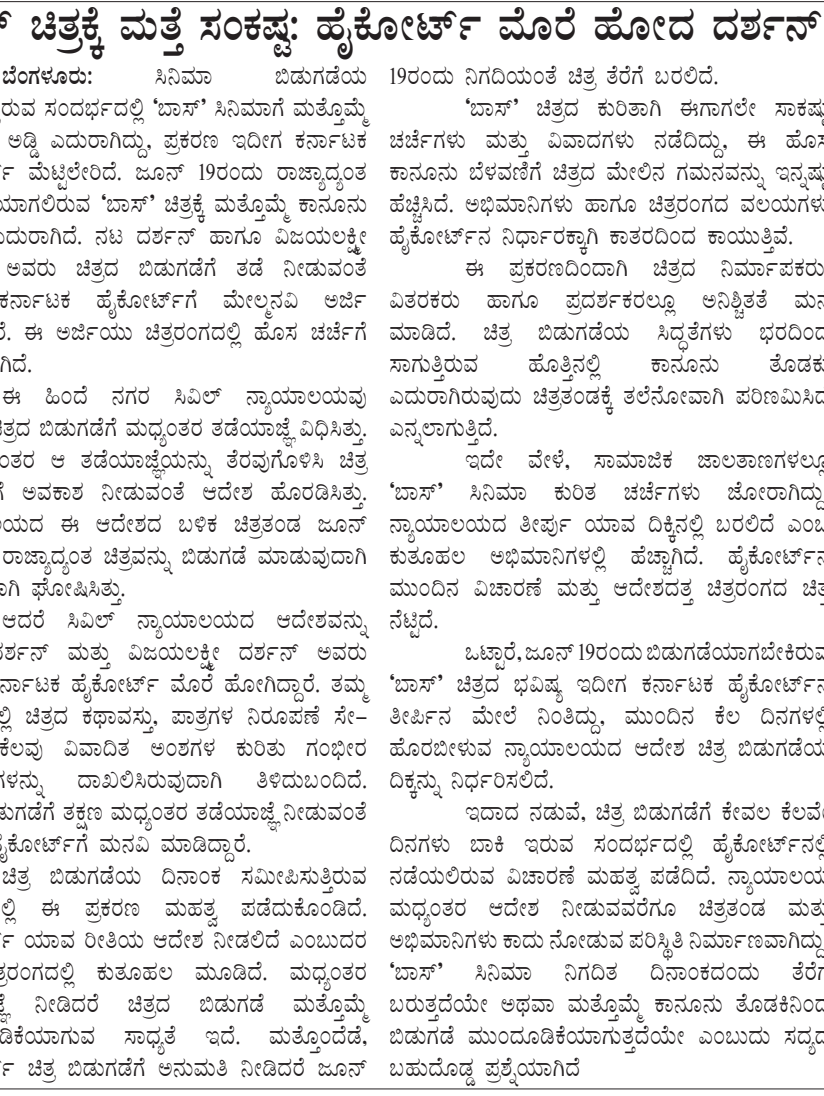 ಚಿತ್ರಕ್ಕೆ ಮತ್ತೆ ಸಂಕಷ್ಟ: ಹೈಕೋರ್ಟ್ ಮೊರೆ ಹೋದ ದರ್ಶನ್
ಬೆಂಗಳೂರು: ಸಿನಿಮಾ ಬಿಡುಗಡೆಯ
ರುವ ಸಂದರ್ಭದಲ್ಲಿ ‘ಬಾಸ್’ ಸಿನಿಮಾಗೆ ಮತ್ತೊಮ್ಮೆ
ಅಡ್ಡಿ ಎದುರಾಗಿದ್ದು, ಪ್ರಕರಣ ಇದೀಗ ಕರ್ನಾಟಕ
ಮೆಟ್ಟಿಲೇರಿದೆ. ಜೂನ್ 19ರಂದು ರಾಜ್ಯಾದ್ಯಂತ
ಯಾಗಲಿರುವ ‘ಬಾಸ್’ ಚಿತ್ರಕ್ಕೆ ಮತ್ತೊಮ್ಮೆ ಕಾನೂನು
ದುರಾಗಿದೆ. ನಟ ದರ್ಶನ್ ಹಾಗೂ ವಿಜಯಲಕ್ಷ್ಮೀ
ಅವರು ಚಿತ್ರದ ಬಿಡುಗಡೆಗೆ ತಡೆ ನೀಡುವಂತೆ
ಕರ್ನಾಟಕ ಹೈಕೋರ್ಟ್‌ಗೆ ಮೇಲ್ಮನವಿ ಅರ್ಜಿ
ರೆ. ಈ ಅರ್ಜಿಯು ಚಿತ್ರರಂಗದಲ್ಲಿ ಹೊಸ ಚರ್ಚೆಗೆ
ಗಿದೆ.
ಈ ಹಿಂದೆ ನಗರ ಸಿವಿಲ್ ನ್ಯಾಯಾಲಯವು
ಚಿತ್ರದ ಬಿಡುಗಡೆಗೆ ಮಧ್ಯಂತರ ತಡೆಯಾಜ್ಞೆ ವಿಧಿಸಿತ್ತು.
ಂತರ ಆ ತಡೆಯಾಜ್ಞೆಯನ್ನು ತೆರವುಗೊಳಿಸಿ ಚಿತ್ರ
ಗೆ ಅವಕಾಶ ನೀಡುವಂತೆ ಆದೇಶ ಹೊರಡಿಸಿತ್ತು.
ಯದ ಈ ಆದೇಶದ ಬಳಿಕ ಚಿತ್ರತಂಡ ಜೂನ್
ರಾಜ್ಯಾದ್ಯಂತ ಚಿತ್ರವನ್ನು ಬಿಡುಗಡೆ ಮಾಡುವುದಾಗಿ
ಾಗಿ ಘೋಷಿಸಿತ್ತು.
ಆದರೆ ಸಿವಿಲ್ ನ್ಯಾಯಾಲಯದ ಆದೇಶವನ್ನು
ದರ್ಶನ್ ಮತ್ತು ವಿಜಯಲಕ್ಷ್ಮೀ ದರ್ಶನ್ ಅವರು
ರ್ನಾಟಕ ಹೈಕೋರ್ಟ್ ಮೊರೆ ಹೋಗಿದ್ದಾರೆ. ತಮ್ಮ
ಲ್ಲಿ ಚಿತ್ರದ ಕಥಾವಸ್ತು, ಪಾತ್ರಗಳ ನಿರೂಪಣೆ ಸೇ-
ಕೆಲವು ವಿವಾದಿತ ಅಂಶಗಳ ಕುರಿತು ಗಂಭೀರ
ಗಳನ್ನು ದಾಖಲಿಸಿರುವುದಾಗಿ ತಿಳಿದುಬಂದಿದೆ.
ಡುಗಡೆಗೆ ತಕ್ಷಣ ಮಧ್ಯಂತರ ತಡೆಯಾಜ್ಞೆ ನೀಡುವಂತೆ
ಹೈಕೋರ್ಟ್‌ಗೆ ಮನವಿ ಮಾಡಿದ್ದಾರೆ.
ಚಿತ್ರ ಬಿಡುಗಡೆಯ ದಿನಾಂಕ ಸಮೀಪಿಸುತ್ತಿರುವ
ಲ್ಲಿ ಈ ಪ್ರಕರಣ ಮಹತ್ವ ಪಡೆದುಕೊಂಡಿದೆ.
ಯಾವ ರೀತಿಯ ಆದೇಶ ನೀಡಲಿದೆ ಎಂಬುದರ
ತ್ರರಂಗದಲ್ಲಿ ಕುತೂಹಲ ಮೂಡಿದೆ. ಮಧ್ಯಂತರ
ಜ್ಞೆ ನೀಡಿದರೆ ಚಿತ್ರದ ಬಿಡುಗಡೆ ಮತ್ತೊಮ್ಮೆ
ಡಿಕೆಯಾಗುವ ಸಾಧ್ಯತೆ ಇದೆ. ಮತ್ತೊಂದೆಡೆ,
ಚಿತ್ರ ಬಿಡುಗಡೆಗೆ ಅನುಮತಿ ನೀಡಿದರೆ ಜೂನ್
19ರಂದು ನಿಗದಿಯಂತೆ ಚಿತ್ರ ತೆರೆಗೆ ಬರಲಿದೆ.
‘ಬಾಸ್’ ಚಿತ್ರದ ಕುರಿತಾಗಿ ಈಗಾಗಲೇ ಸಾಕಷ್ಟು
ಚರ್ಚೆಗಳು ಮತ್ತು ವಿವಾದಗಳು ನಡೆದಿದ್ದು, ಈ ಹೊಸ
ಕಾನೂನು ಬೆಳವಣಿಗೆ ಚಿತ್ರದ ಮೇಲಿನ ಗಮನವನ್ನು ಇನ್ನಷ್ಟು
ಹೆಚ್ಚಿಸಿದೆ. ಅಭಿಮಾನಿಗಳು ಹಾಗೂ ಚಿತ್ರರಂಗದ ವಲಯಗಳು
ಹೈಕೋರ್ಟ್‌ನ ನಿರ್ಧಾರಕ್ಕಾಗಿ ಕಾತರದಿಂದ ಕಾಯುತ್ತಿವೆ.
ಈ ಪ್ರಕರಣದಿಂದಾಗಿ ಚಿತ್ರದ ನಿರ್ಮಾಪಕರು
ವಿತರಕರು ಹಾಗೂ ಪ್ರದರ್ಶಕರಲ್ಲೂ ಅನಿಶ್ಚಿತತೆ ಮನ
ಮಾಡಿದೆ. ಚಿತ್ರ ಬಿಡುಗಡೆಯ ಸಿದ್ಧತೆಗಳು ಭರದಿಂದ
ಸಾಗುತ್ತಿರುವ ಹೊತ್ತಿನಲ್ಲಿ ಕಾನೂನು ತೊಡಕು
ಎದುರಾಗಿರುವುದು ಚಿತ್ರತಂಡಕ್ಕೆ ತಲೆನೋವಾಗಿ ಪರಿಣಮಿಸಿದ
ಎನ್ನಲಾಗುತ್ತಿದೆ.
ಇದೇ ವೇಳೆ, ಸಾಮಾಜಿಕ ಜಾಲತಾಣಗಳಲ್ಲೂ
‘ಬಾಸ್’ ಸಿನಿಮಾ ಕುರಿತ ಚರ್ಚೆಗಳು ಜೋರಾಗಿದ್ದು
ನ್ಯಾಯಾಲಯದ ತೀರ್ಪು ಯಾವ ದಿಕ್ಕಿನಲ್ಲಿ ಬರಲಿದೆ ಎಂಬ
ಕುತೂಹಲ ಅಭಿಮಾನಿಗಳಲ್ಲಿ ಹೆಚ್ಚಾಗಿದೆ. ಹೈಕೋರ್ಟ್‌ನ
ಮುಂದಿನ ವಿಚಾರಣೆ ಮತ್ತು ಆದೇಶದತ್ತ ಚಿತ್ರರಂಗದ ಚಿತ್ತ
ನೆಟ್ಟಿದೆ.
ಒಟ್ಟಾರೆ, ಜೂನ್ 19ರಂದು ಬಿಡುಗಡೆಯಾಗಬೇಕಿರುವ
‘ಬಾಸ್’ ಚಿತ್ರದ ಭವಿಷ್ಯ ಇದೀಗ ಕರ್ನಾಟಕ ಹೈಕೋರ್ಟ್‌ನ
ತೀರ್ಪಿನ ಮೇಲೆ ನಿಂತಿದ್ದು, ಮುಂದಿನ ಕೆಲ ದಿನಗಳಲ್ಲಿ
ಹೊರಬೀಳುವ ನ್ಯಾಯಾಲಯದ ಆದೇಶ ಚಿತ್ರ ಬಿಡುಗಡೆಯ
ದಿಕ್ಕನ್ನು ನಿರ್ಧರಿಸಲಿದೆ.
ಇದಾದ ನಡುವೆ, ಚಿತ್ರ ಬಿಡುಗಡೆಗೆ ಕೇವಲ ಕೆಲವೇ
ದಿನಗಳು ಬಾಕಿ ಇರುವ ಸಂದರ್ಭದಲ್ಲಿ ಹೈಕೋರ್ಟ್‌ನಲ್ಲಿ
ನಡೆಯಲಿರುವ ವಿಚಾರಣೆ ಮಹತ್ವ ಪಡೆದಿದೆ. ನ್ಯಾಯಾಲಯ
ಮಧ್ಯಂತರ ಆದೇಶ ನೀಡುವವರೆಗೂ ಚಿತ್ರತಂಡ ಮತ್ತು
ಅಭಿಮಾನಿಗಳು ಕಾದು ನೋಡುವ ಪರಿಸ್ಥಿತಿ ನಿರ್ಮಾಣವಾಗಿದ್ದು
‘ಬಾಸ್’ ಸಿನಿಮಾ ನಿಗದಿತ ದಿನಾಂಕದಂದು ತೆರೆಗೆ
ಬರುತ್ತದೆಯೇ ಅಥವಾ ಮತ್ತೊಮ್ಮೆ ಕಾನೂನು ತೊಡಕಿನಿಂದ
ಬಿಡುಗಡೆ ಮುಂದೂಡಿಕೆಯಾಗುತ್ತದೆಯೇ ಎಂಬುದು ಸದ್ಯದ
ಬಹುದೊಡ್ಡ ಪ್ರಶ್ನೆಯಾಗಿದೆ